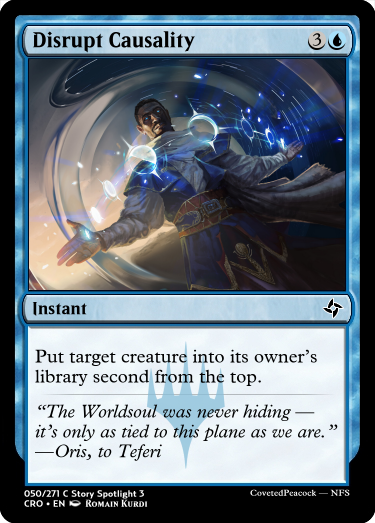 Disrupt Causality 3
Instant
Put target creature into its owner's
library second from the top.
"The Worldsoul was never hiding —
it's only as tied to this plane as we are."
—Oris, to Teferi
050/271 C Story Spotlight 3
CRO • EN Romain Kurdi
CovetedPeacock — NFS